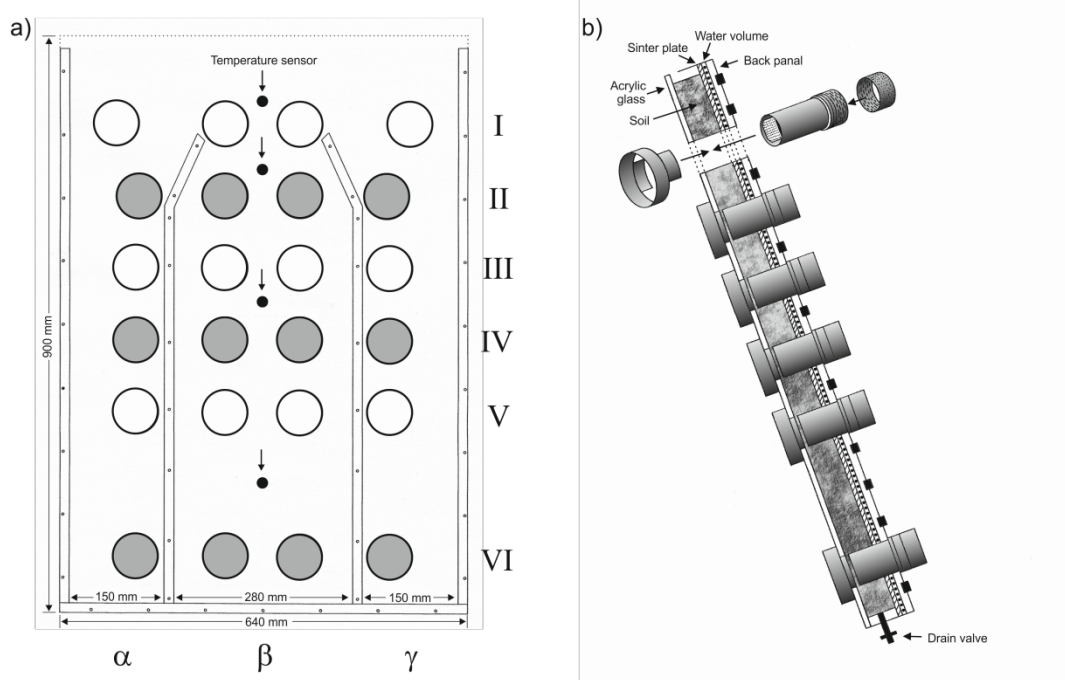 a)
Temperature sensor
I
II
III
IV
V
VI
900 mm
150 mm
280 mm
150 mm
640 mm
α
β
γ
b)
Water volume
Sinter plate
Back panal
Acrylic
glass
Soil
Drain valve